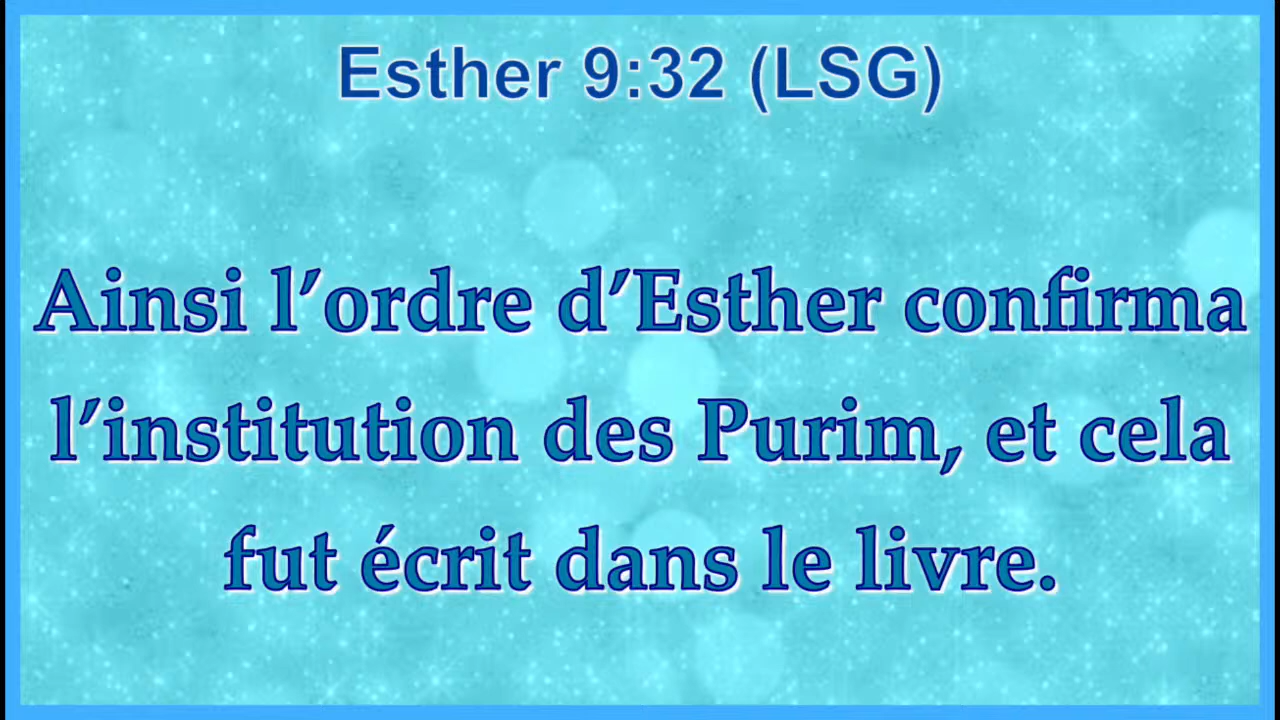 Esther 9:32 (LSG)
Ainsi l’ordre d’Esther confirma
l’institution des Purim, et cela
fut écrit dans le livre.